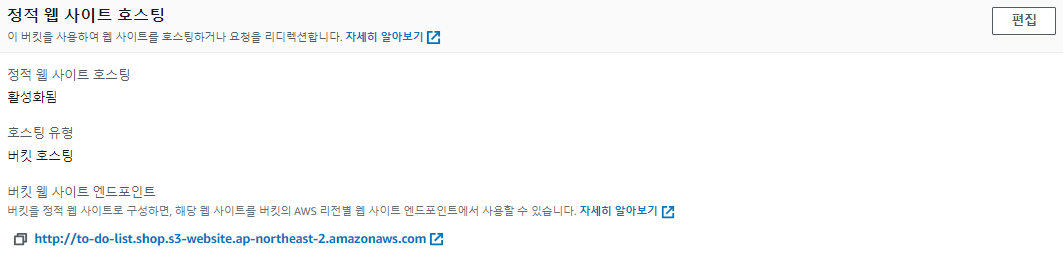 정적 웹 사이트 호스팅
편집
이 버킷을 사용하여 웹 사이트를 호스팅하거나 요청을 리디렉션합니다. 자세히 알아보기
정적 웹 사이트 호스팅
활성화됨
호스팅 유형
버킷 호스팅
버킷 웹 사이트 엔드포인트
버킷을 정적 웹 사이트로 구성하면, 해당 웹 사이트를 버킷의 AWS 리전별 웹 사이트 엔드포인트에서 사용할 수 있습니다. 자세히 알아보기
http://to-do-list.shop.s3-website.ap-northeast-2.amazonaws.com